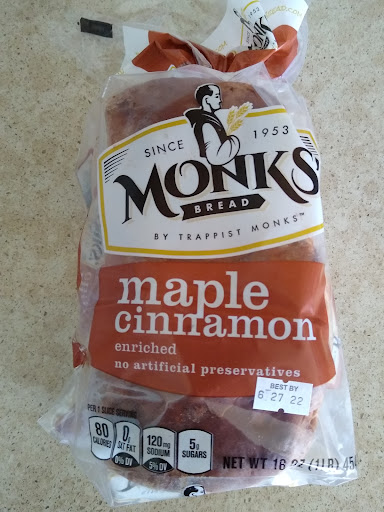 SINCE 1953
MONKS
BREAD
BY TRAPPIST MONKS™
maple
cinnamon
enriched
no artificial preservatives
BEST BY
6 27 22
PER 1 SLICE SERVING
80 CALORIES
0g SAT FAT 0% DV
120mg SODIUM 5% DV
5g SUGARS
NET WT 16 OZ (1LB) 45